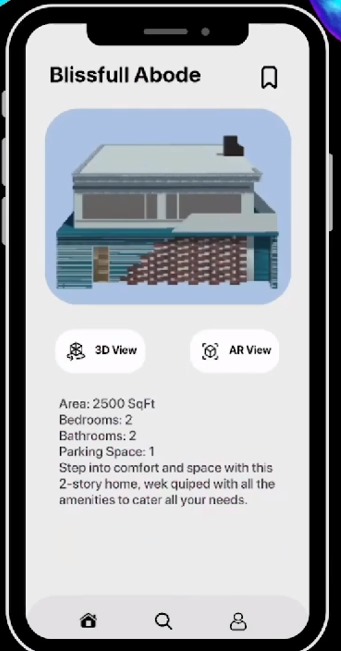 Blissfull Abode
3D View
AR View
Area: 2500 SqFt
Bedrooms: 2
Bathrooms: 2
Parking Space: 1
Step into comfort and space with this
2-story home, wek quiped with all the
amenities to cater all your needs.